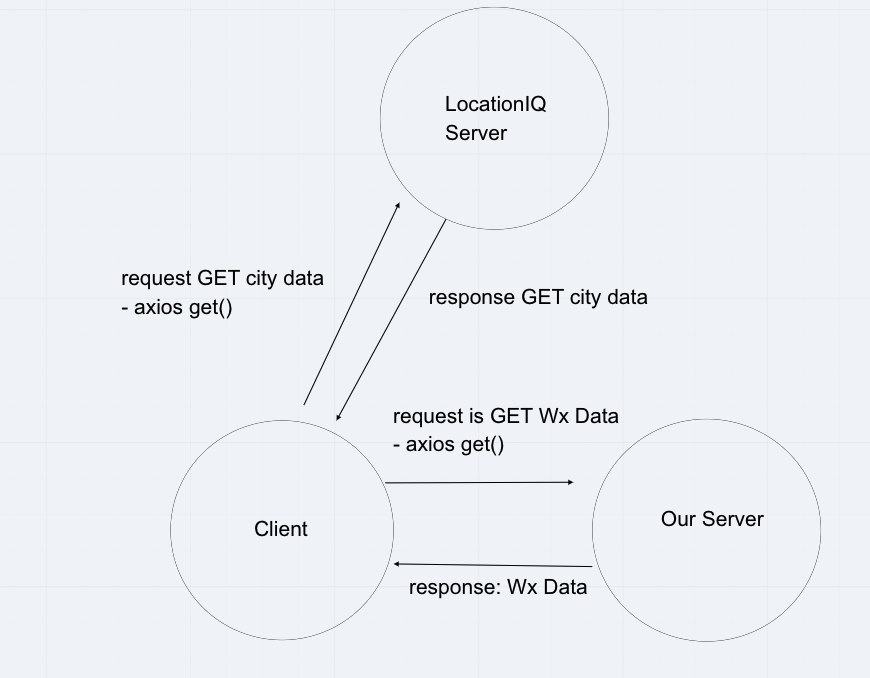 LocationIQ
Server
request GET city data
- axios get()
response GET city data
request is GET Wx Data
- axios get()
Client
Our Server
response: Wx Data